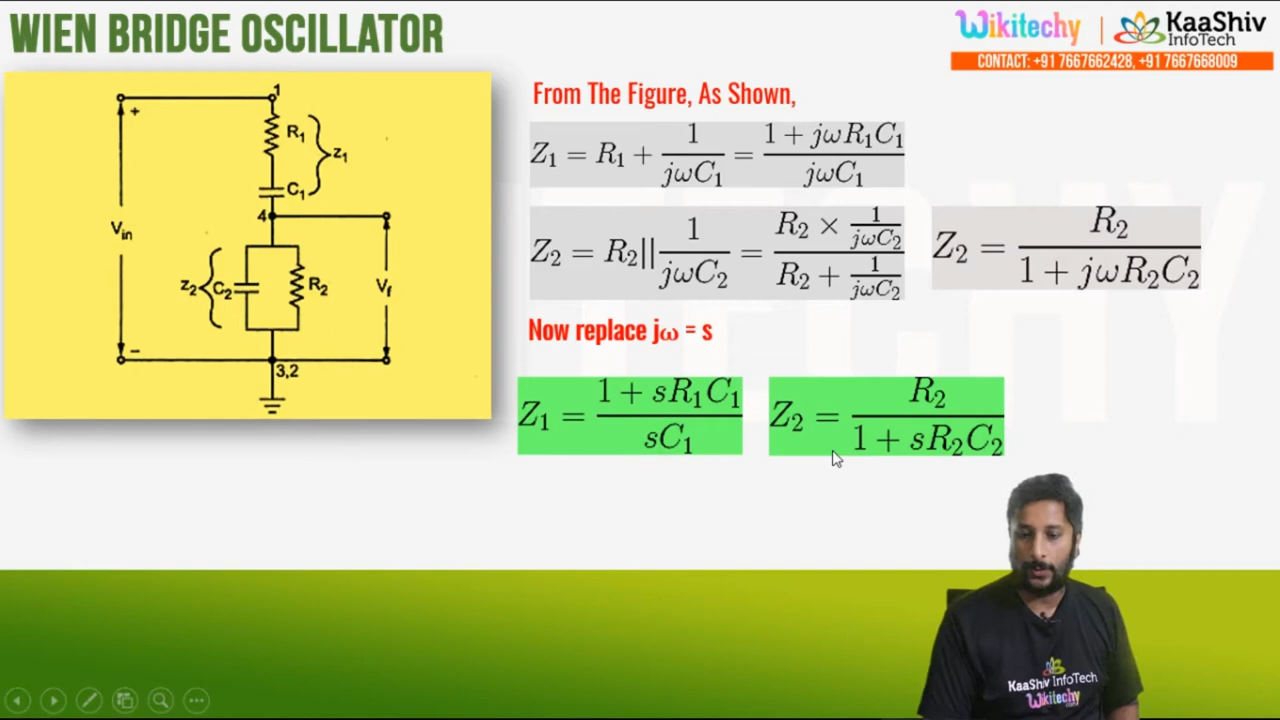 WIEN BRIDGE OSCILLATOR
Wikitechy | KaaShiv InfoTech
CONTACT: +91 7667662428, +91 7667668009
1
+
R₁
Z₁
C₁
4
Vin
Z₂
C₂
R₂
Vf
−
3,2
From The Figure, As Shown,
Z₁ = R₁ + 1/(jωC₁) = (1 + jωR₁C₁)/(jωC₁)
Z₂ = R₂||1/(jωC₂) = (R₂ × 1/(jωC₂))/(R₂ + 1/(jωC₂))
Z₂ = R₂/(1 + jωR₂C₂)
Now replace jω = s
Z₁ = (1 + sR₁C₁)/(sC₁)
Z₂ = R₂/(1 + sR₂C₂)
KaaShiv InfoTech
Wikitechy